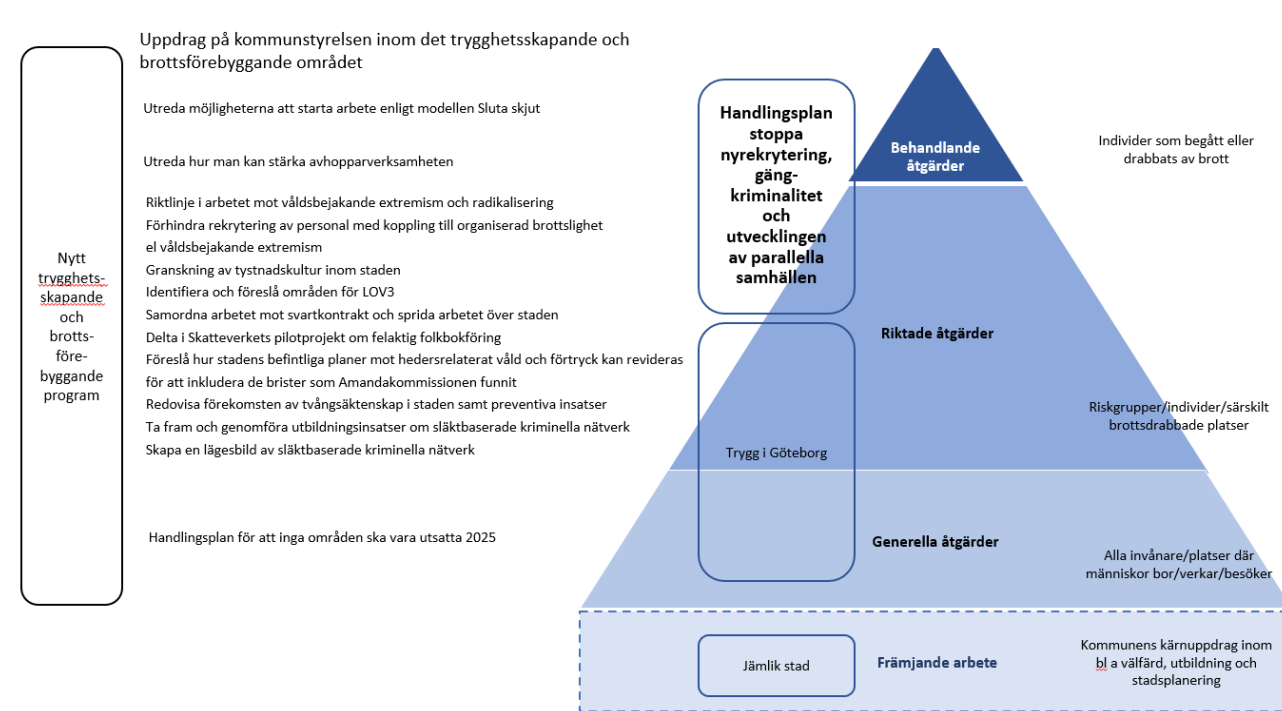 Uppdrag på kommunstyrelsen inom det trygghetsskapande och
brottsförebyggande området
Nytt
trygghets-
skapande
och
brotts-
före-
byggande
program
Utreda möjligheterna att starta arbete enligt modellen Sluta skjut
Utreda hur man kan stärka avhopparverksamheten
Riktlinje i arbetet mot våldsbejakande extremism och radikalisering
Förhindra rekrytering av personal med koppling till organiserad brottslighet
el våldsbejakande extremism
Granskning av tystnadskultur inom staden
Identifiera och föreslå områden för LOV3
Samordna arbetet mot svartkontrakt och sprida arbetet över staden
Delta i Skatteverkets pilotprojekt om felaktig folkbokföring
Föreslå hur stadens befintliga planer mot hedersrelaterat våld och förtryck kan revideras
för att inkludera de brister som Amandakommissionen funnit
Redovisa förekomsten av tvångsäktenskap i staden samt preventiva insatser
Ta fram och genomföra utbildningsinsatser om släktbaserade kriminella nätverk
Skapa en lägesbild av släktbaserade kriminella nätverk
Handlingsplan för att inga områden ska vara utsatta 2025
Handlingsplan
stoppa
nyrekrytering,
gäng-
kriminalitet
och
utvecklingen
av parallella
samhällen
Trygg i Göteborg
Jämlik stad
Behandlande
åtgärder
Riktade åtgärder
Generella åtgärder
Främjande arbete
Individer som begått eller
drabbats av brott
Riskgrupper/individer/särskilt
brottsdrabbade platser
Alla invånare/platser där
människor bor/verkar/besöker
Kommunens kärnuppdrag inom
bl a välfärd, utbildning och
stadsplanering